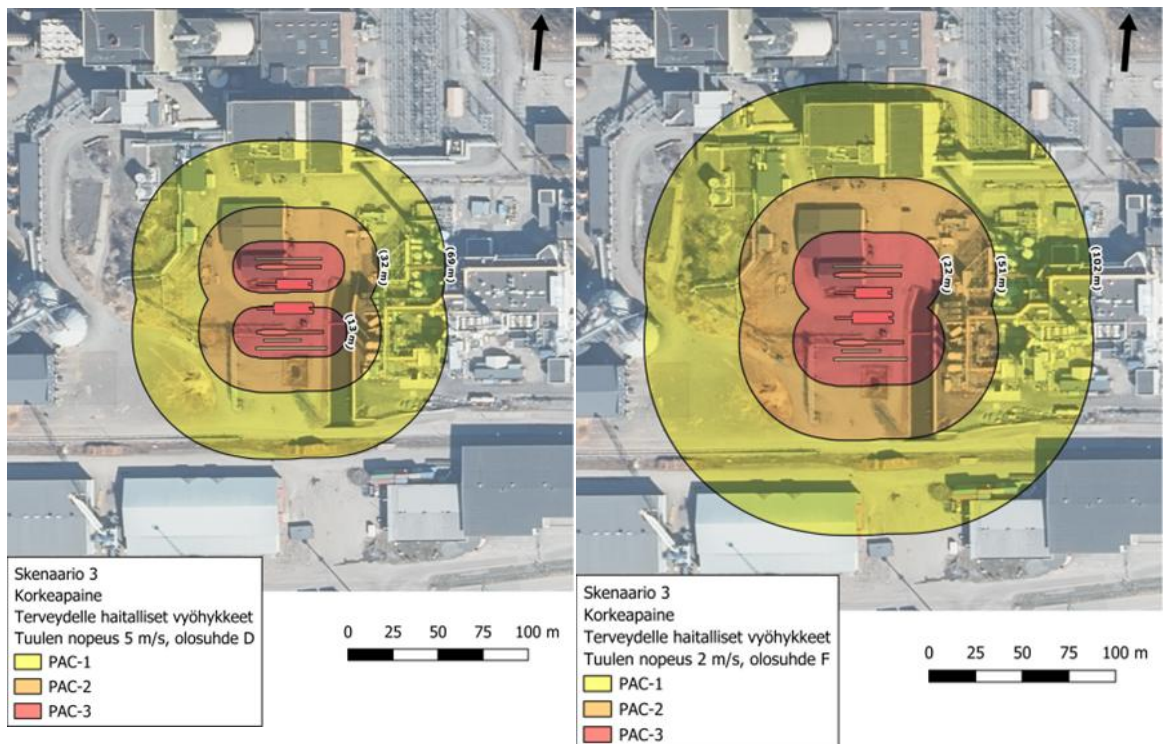 (32 m)
(69 m)
(13 m)
Skenaario 3
Korkeapaine
Terveydelle haitalliset vyöhykkeet
Tuulen nopeus 5 m/s, olosuhde D
PAC-1
PAC-2
PAC-3
0 25 50 75 100 m
(22 m)
(51 m)
(102 m)
Skenaario 3
Korkeapaine
Terveydelle haitalliset vyöhykkeet
Tuulen nopeus 2 m/s, olosuhde F
PAC-1
PAC-2
PAC-3
0 25 50 75 100 m